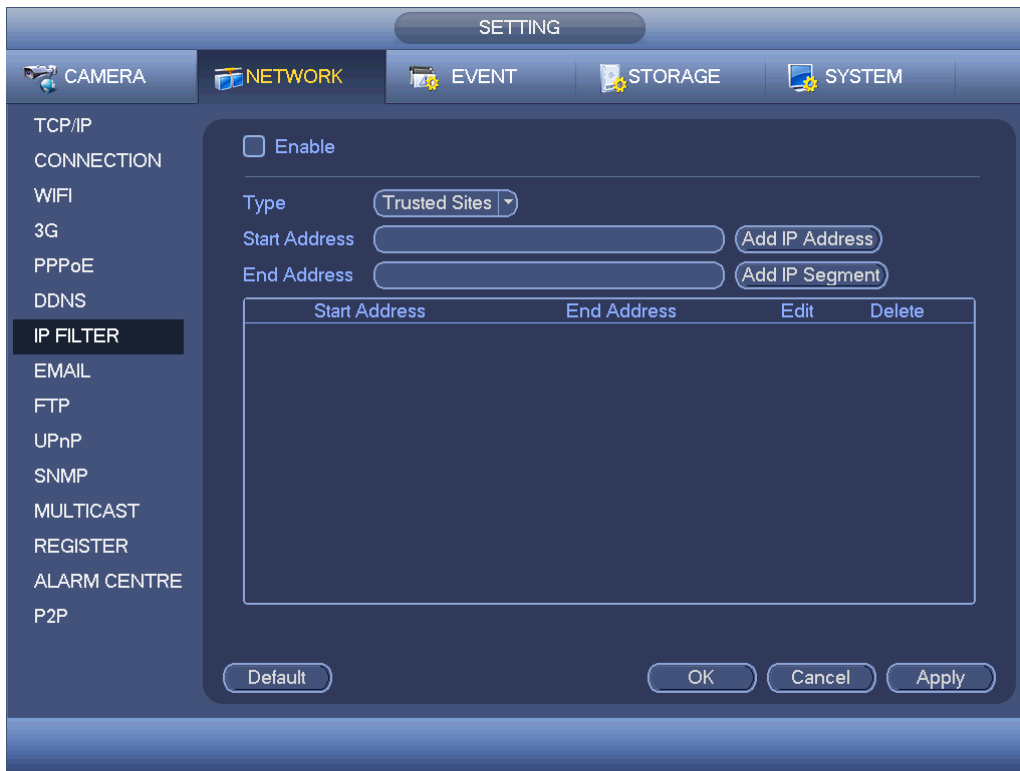 SETTING
CAMERA NETWORK EVENT STORAGE SYSTEM
TCP/IP
CONNECTION
WIFI
3G
PPPoE
DDNS
IP FILTER
EMAIL
FTP
UPnP
SNMP
MULTICAST
REGISTER
ALARM CENTRE
P2P
Enable
Type Trusted Sites
Start Address Add IP Address
End Address Add IP Segment
Start Address End Address Edit Delete
Default OK Cancel Apply